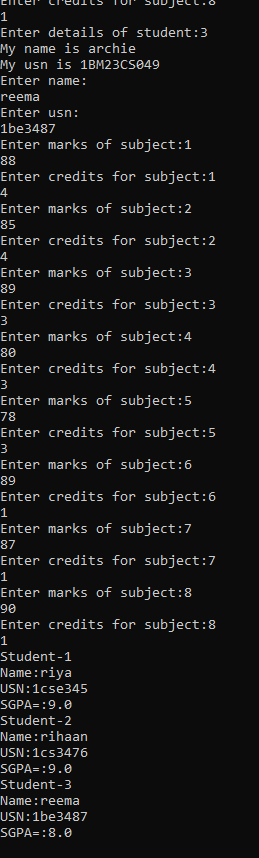 Enter credits for subject:8
1
Enter details of student:3
My name is archie
My usn is 1BM23CS049
Enter name:
reema
Enter usn:
1be3487
Enter marks of subject:1
88
Enter credits for subject:1
4
Enter marks of subject:2
85
Enter credits for subject:2
4
Enter marks of subject:3
89
Enter credits for subject:3
3
Enter marks of subject:4
80
Enter credits for subject:4
3
Enter marks of subject:5
78
Enter credits for subject:5
3
Enter marks of subject:6
89
Enter credits for subject:6
1
Enter marks of subject:7
87
Enter credits for subject:7
1
Enter marks of subject:8
90
Enter credits for subject:8
1
Student-1
Name:riya
USN:1cse345
SGPA=:9.0
Student-2
Name:rihaan
USN:1cs3476
SGPA=:9.0
Student-3
Name:reema
USN:1be3487
SGPA=:8.0